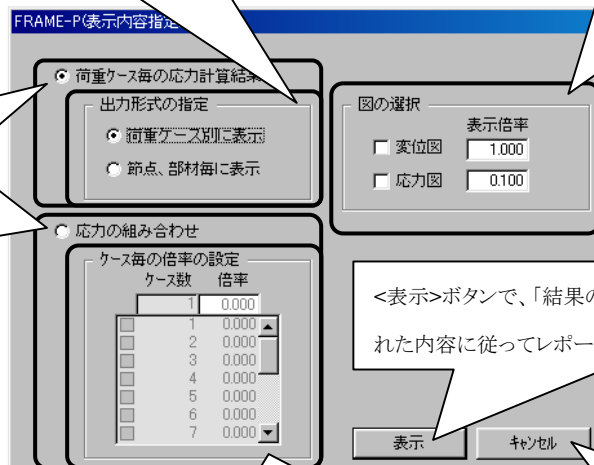 FRAME-P(表示内容指定
荷重ケース毎の応力計算結果
出力形式の指定
荷重ケース別に表示
節点、部材毎に表示
図の選択
表示倍率
変位図 1.000
応力図 0.100
応力の組み合わせ
ケース毎の倍率の設定
ケース数 倍率
1 0.000
1 0.000
2 0.000
3 0.000
4 0.000
5 0.000
6 0.000
7 0.000
<表示>ボタンで、「結果の
れた内容に従ってレポー
表示 キャンセル